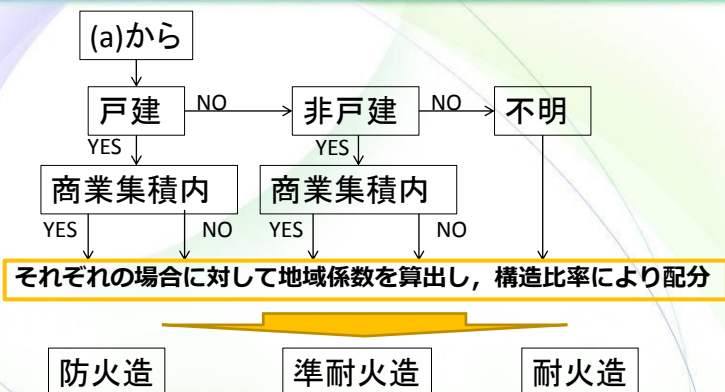 (a)から
戸建 NO 非戸建 NO 不明
YES YES
商業集積内 商業集積内
YES NO YES NO
それぞれの場合に対して地域係数を算出し，構造比率により配分
防火造 準耐火造 耐火造